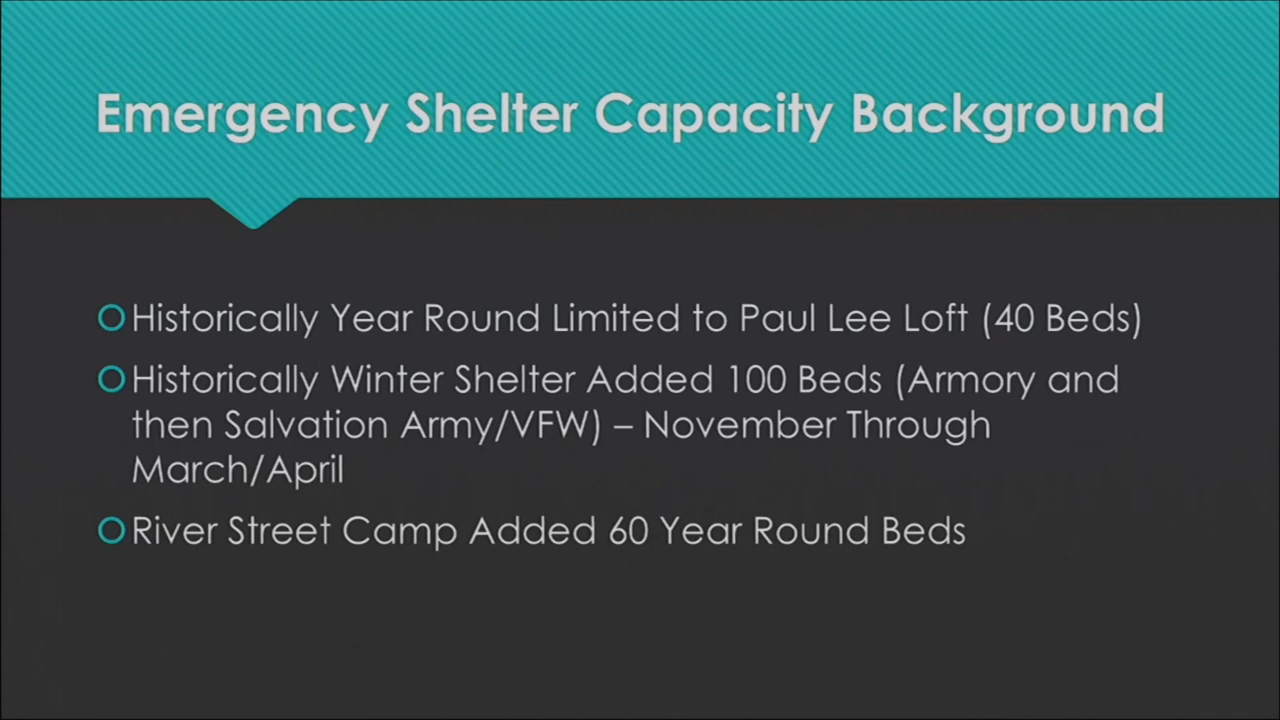 Emergency Shelter Capacity Background
Historically Year Round Limited to Paul Lee Loft (40 Beds)
Historically Winter Shelter Added 100 Beds (Armory and
then Salvation Army/VFW) – November Through
March/April
River Street Camp Added 60 Year Round Beds